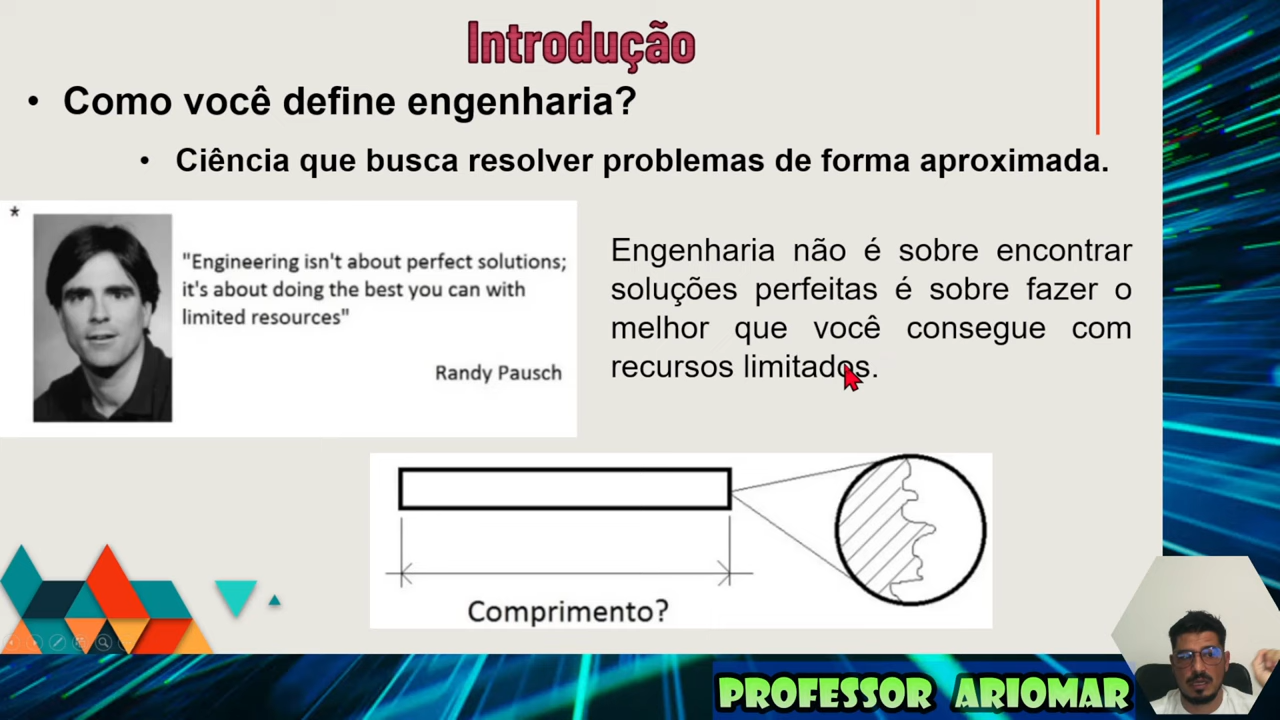 Introdução
• Como você define engenharia?
• Ciência que busca resolver problemas de forma aproximada.
*
"Engineering isn't about perfect solutions;
it's about doing the best you can with
limited resources"
Randy Pausch
Engenharia não é sobre encontrar
soluções perfeitas é sobre fazer o
melhor que você consegue com
recursos limitados.
Comprimento?
PROFESSOR ARIOMAR